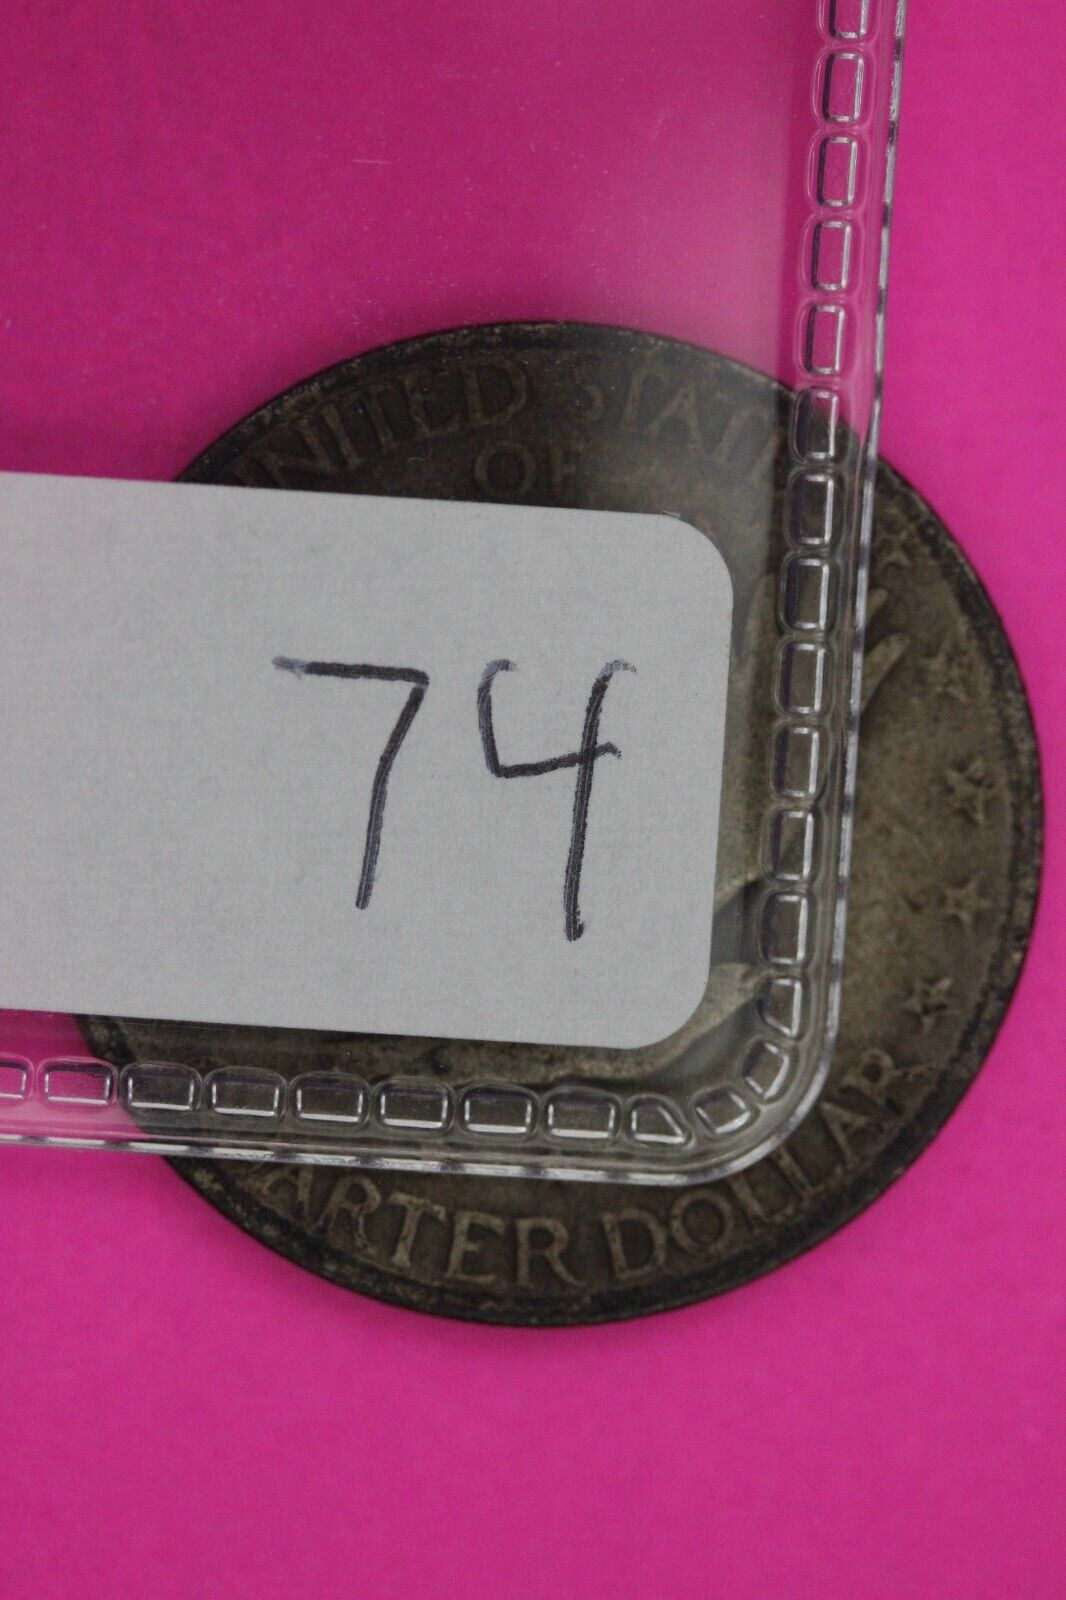 UNITED STAT
OF
74
ARTER DOLLAR